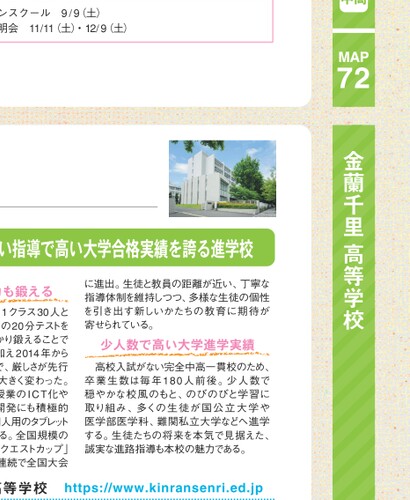 ンスクール 9/9（土）
明会 11/11（土）・12/9（土）
MAP
72
金蘭千里 高等学校
い指導で高い大学合格実績を誇る進学校
も鍛える
1クラス30人と
の20分テストを
かり鍛えることで
加え2014年から
で、厳しさが先行
大きく変わった。
授業のICT化や
開発にも積極的
個人用のタブレット
る。全国規模の
クエストカップ」
連続で全国大会
に進出。生徒と教員の距離が近い、丁寧な
指導体制を維持しつつ、多様な生徒の個性
を引き出す新しいかたちの教育に期待が
寄せられている。
少人数で高い大学進学実績
高校入試がない完全中高一貫校のため、
卒業生数は毎年180人前後。少人数で
穏やかな校風のもと、のびのびと学習に
取り組み、多くの生徒が国公立大学や
医学部医学科、難関私立大学などへ進学
する。生徒たちの将来を本気で見据えた、
誠実な進路指導も本校の魅力である。
高等学校 https://www.kinransenri.ed.jp